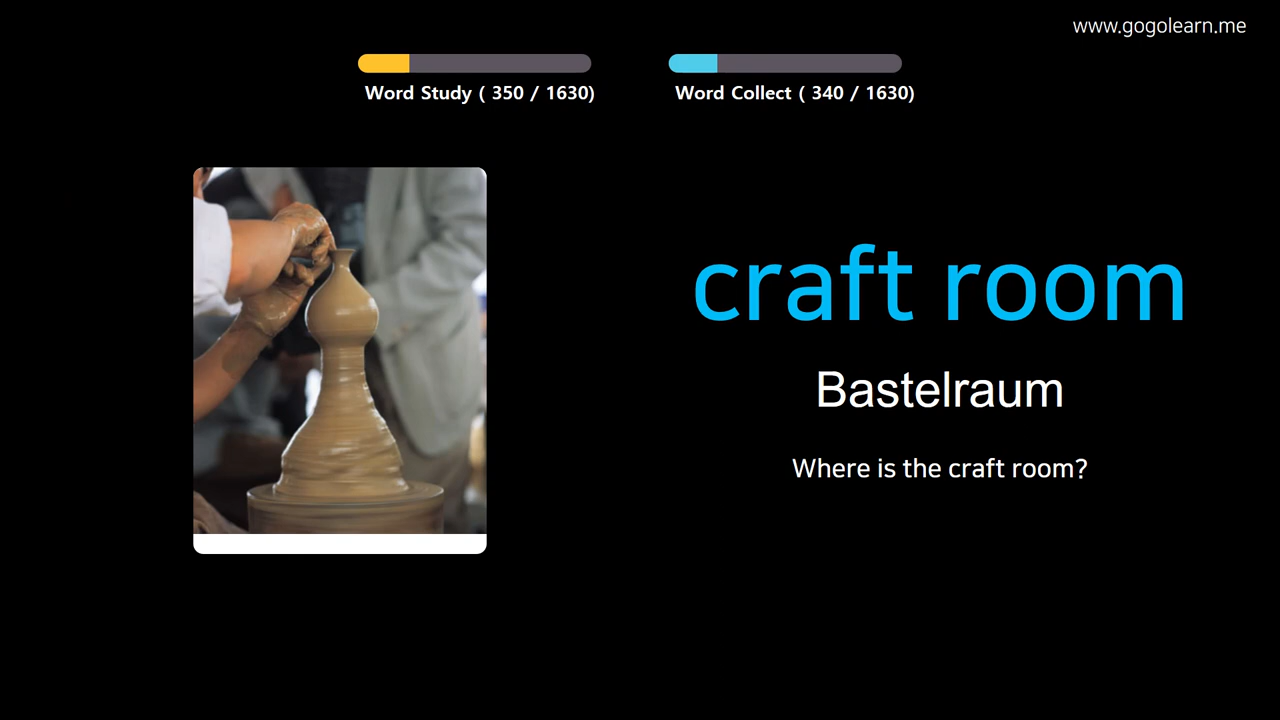 www.gogolearn.me
Word Study ( 350 / 1630)
Word Collect ( 340 / 1630)
craft room
Bastelraum
Where is the craft room?